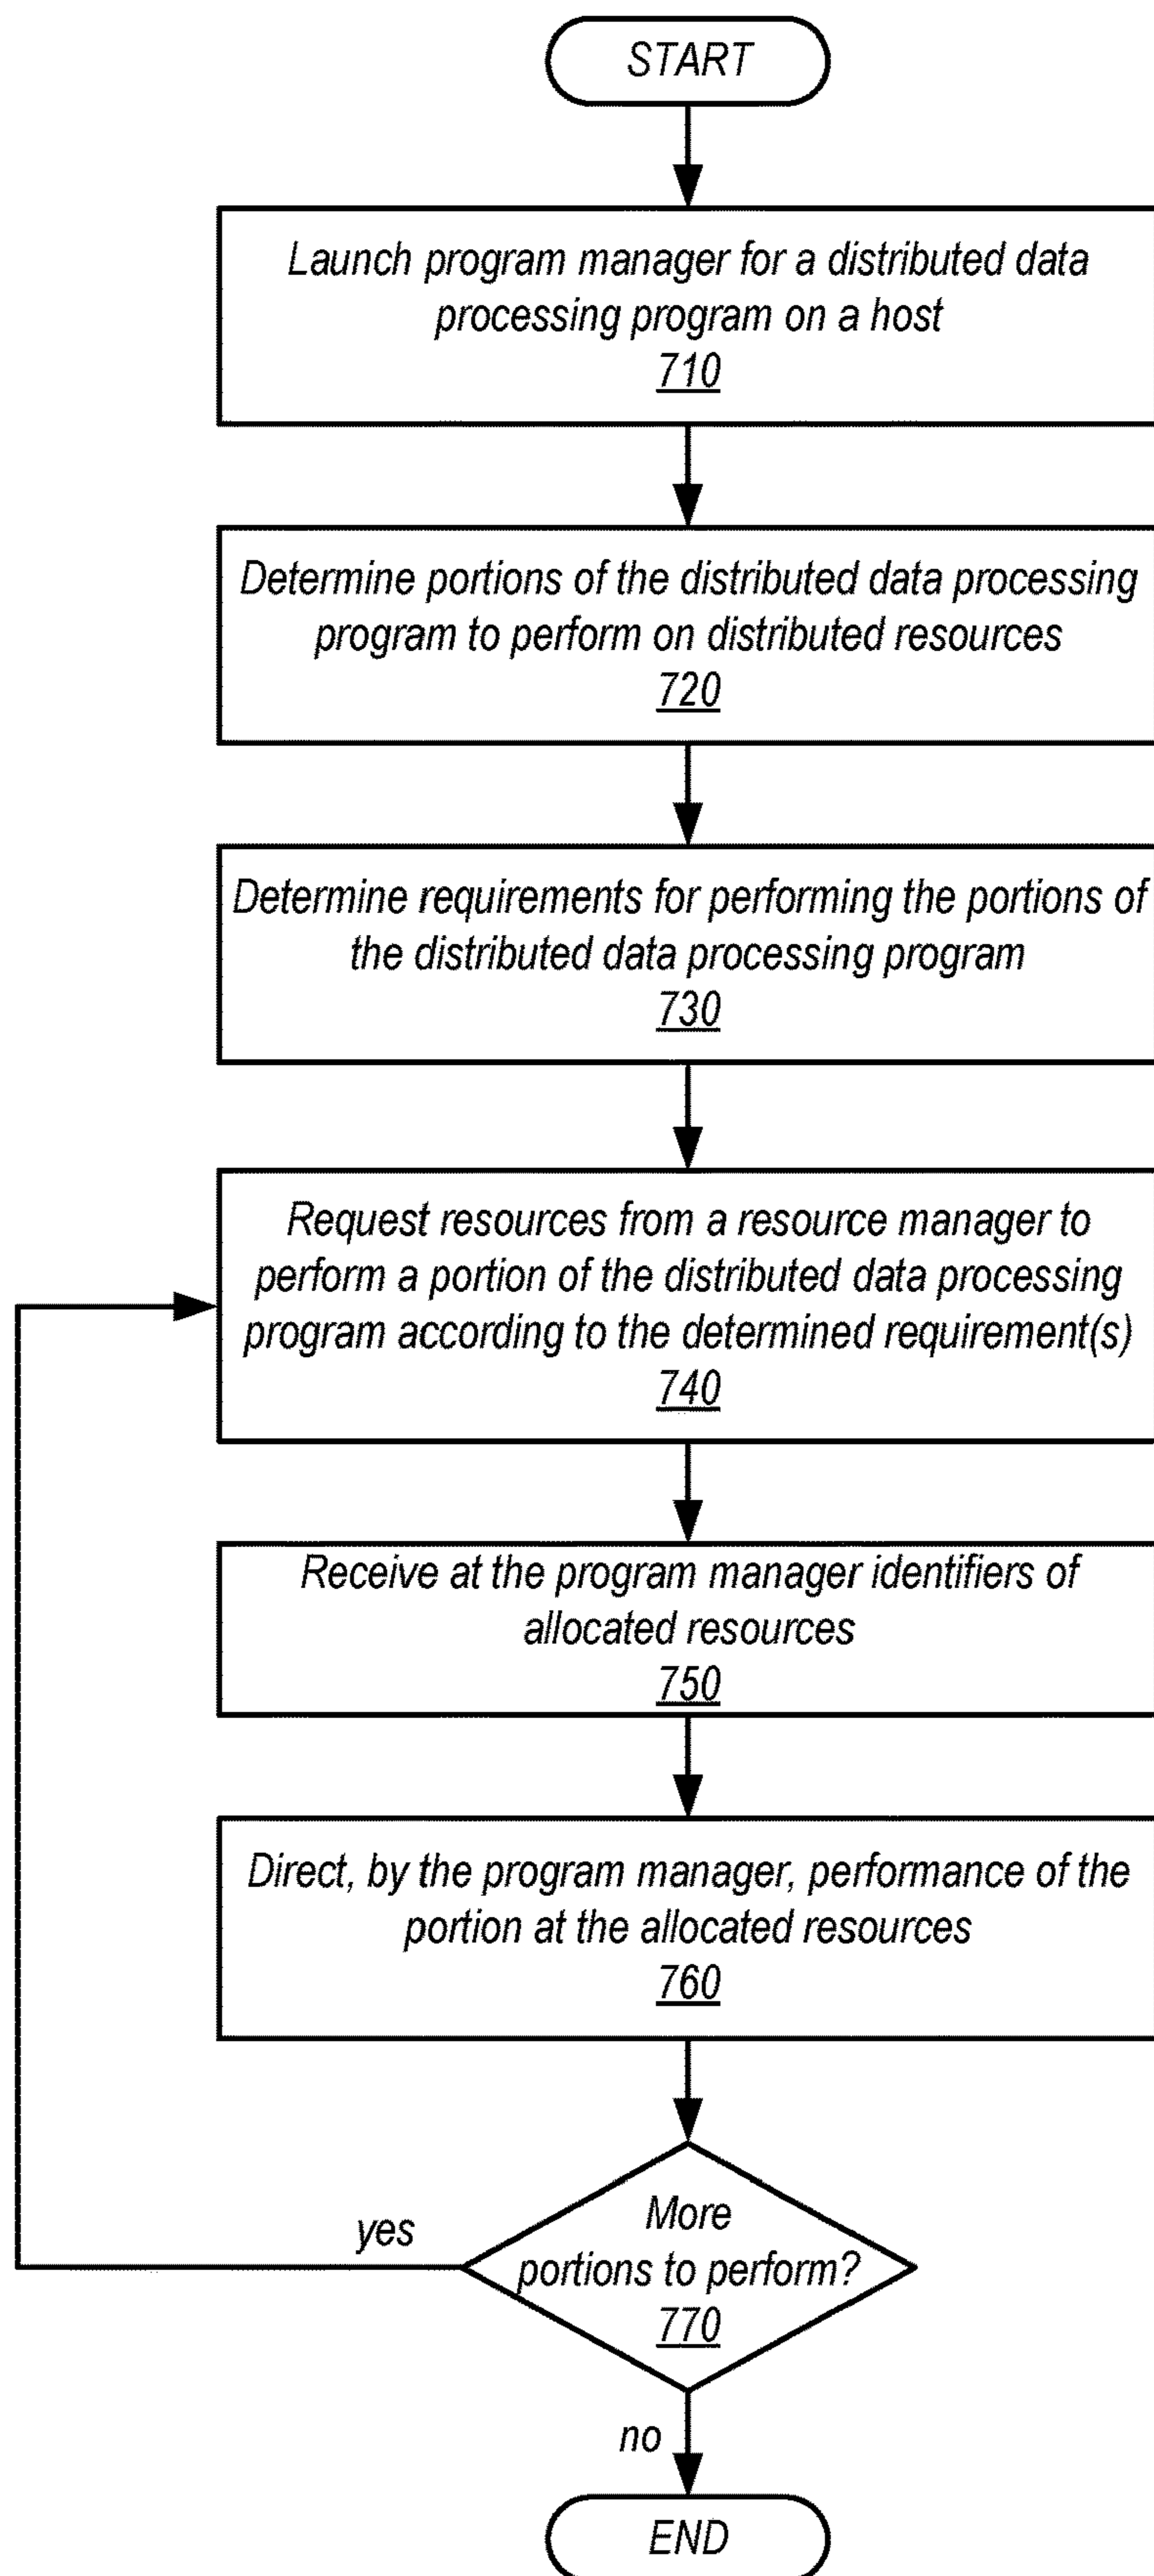 START
Launch program manager for a distributed data
processing program on a host
710
Determine portions of the distributed data processing
program to perform on distributed resources
720
Determine requirements for performing the portions of
the distributed data processing program
730
Request resources from a resource manager to
perform a portion of the distributed data processing
program according to the determined requirement(s)
740
Receive at the program manager identifiers of
allocated resources
750
Direct, by the program manager, performance of the
portion at the allocated resources
760
More
portions to perform?
770
yes
no
END